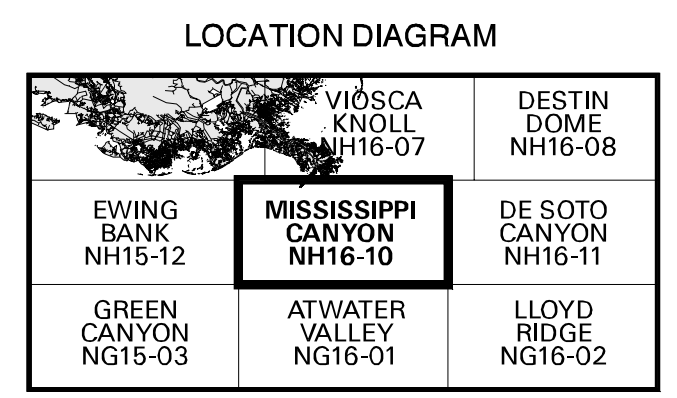 LOCATION DIAGRAM
VIOSCA
KNOLL
NH16-07
DESTIN
DOME
NH16-08
EWING
BANK
NH15-12
MISSISSIPPI
CANYON
NH16-10
DE SOTO
CANYON
NH16-11
GREEN
CANYON
NG15-03
ATWATER
VALLEY
NG16-01
LLOYD
RIDGE
NG16-02